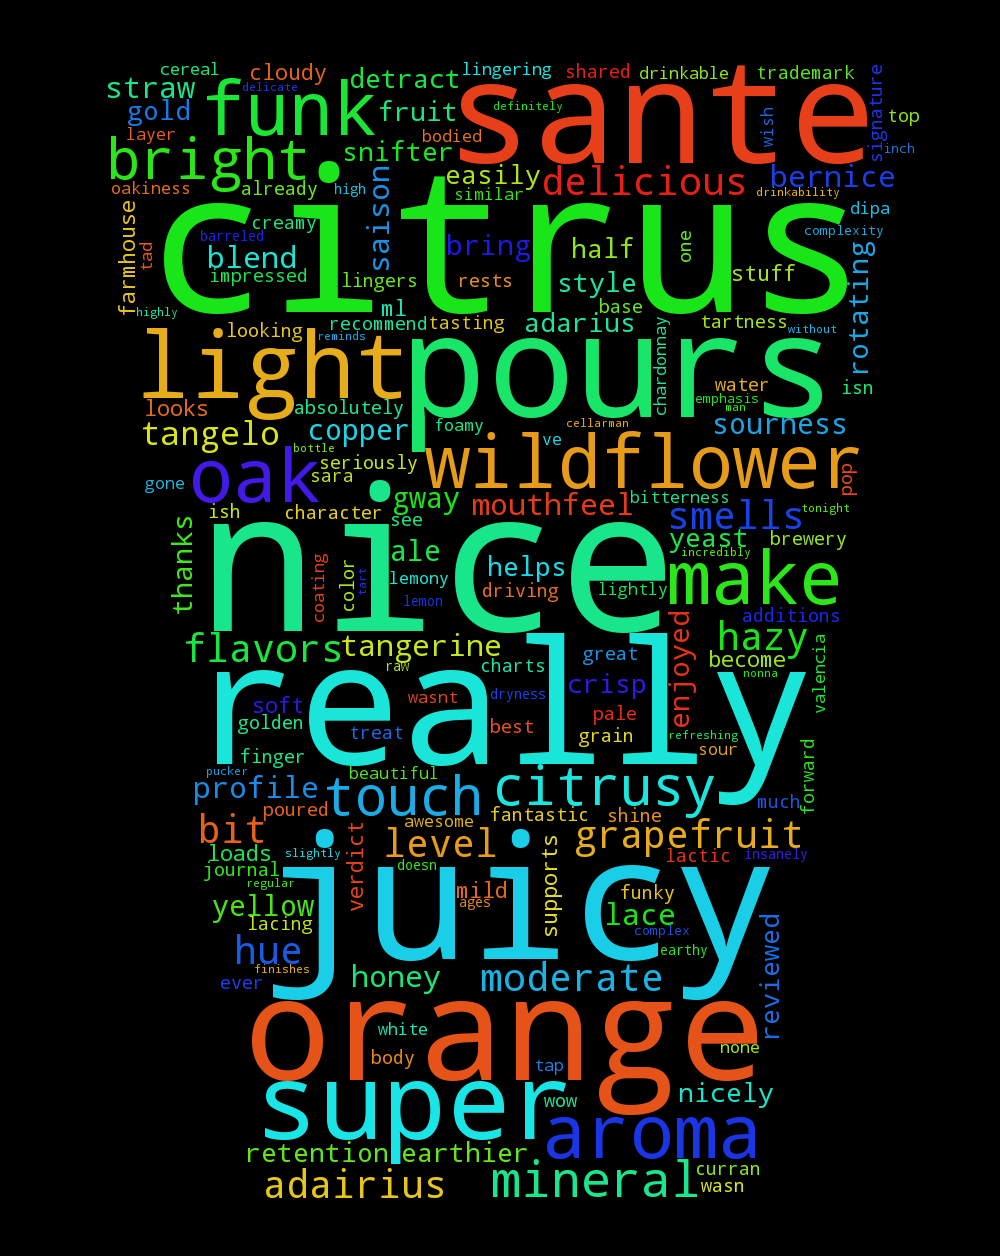 cereal cloudy detract lingering shared drinkable trademark
straw delicate funk fruit definitely sante wish signature top
gold layer bright bodied snifter inch
oakiness already high saison easily delicious bernice
similar drinkability
farmhouse tad creamy citrus dipa
barreled blend bring half one complexity
impressed lingers rests style stuff rotating
highly ml base
looking recommend tasting adarius tartness without
reminds light pours chardonnay
water isn
looks absolutely emphasis man
tangelo copper foamy cellarman sourness
bottle ve wildflower
gone oak seriously sara pop
gway mouthfeel bitterness
ish character see smells tonight
thanks nice ale yeast brewery
incredibly
coating color tart lemony helps make
lemon driving lightly
additions
flavors tangerine enjoyed hazy
raw charts great become valencia
really crisp nonna
soft wasnt dryness
golden treat best pale
finger grain refreshing sour
pucker beautiful forward
profile touch citrusy much
poured fantastic shine
bit awesome level grapefruit
loads slightly verdict lactic insanely
journal doesn supports
regular mild funky
yellow ages lace
lacing juicy complex reviewed
hue earthy
finishes
ever honey moderate
orange
white none
body tap
super wow nicely
aroma
retention earthier
adairius mineral curran
wasn